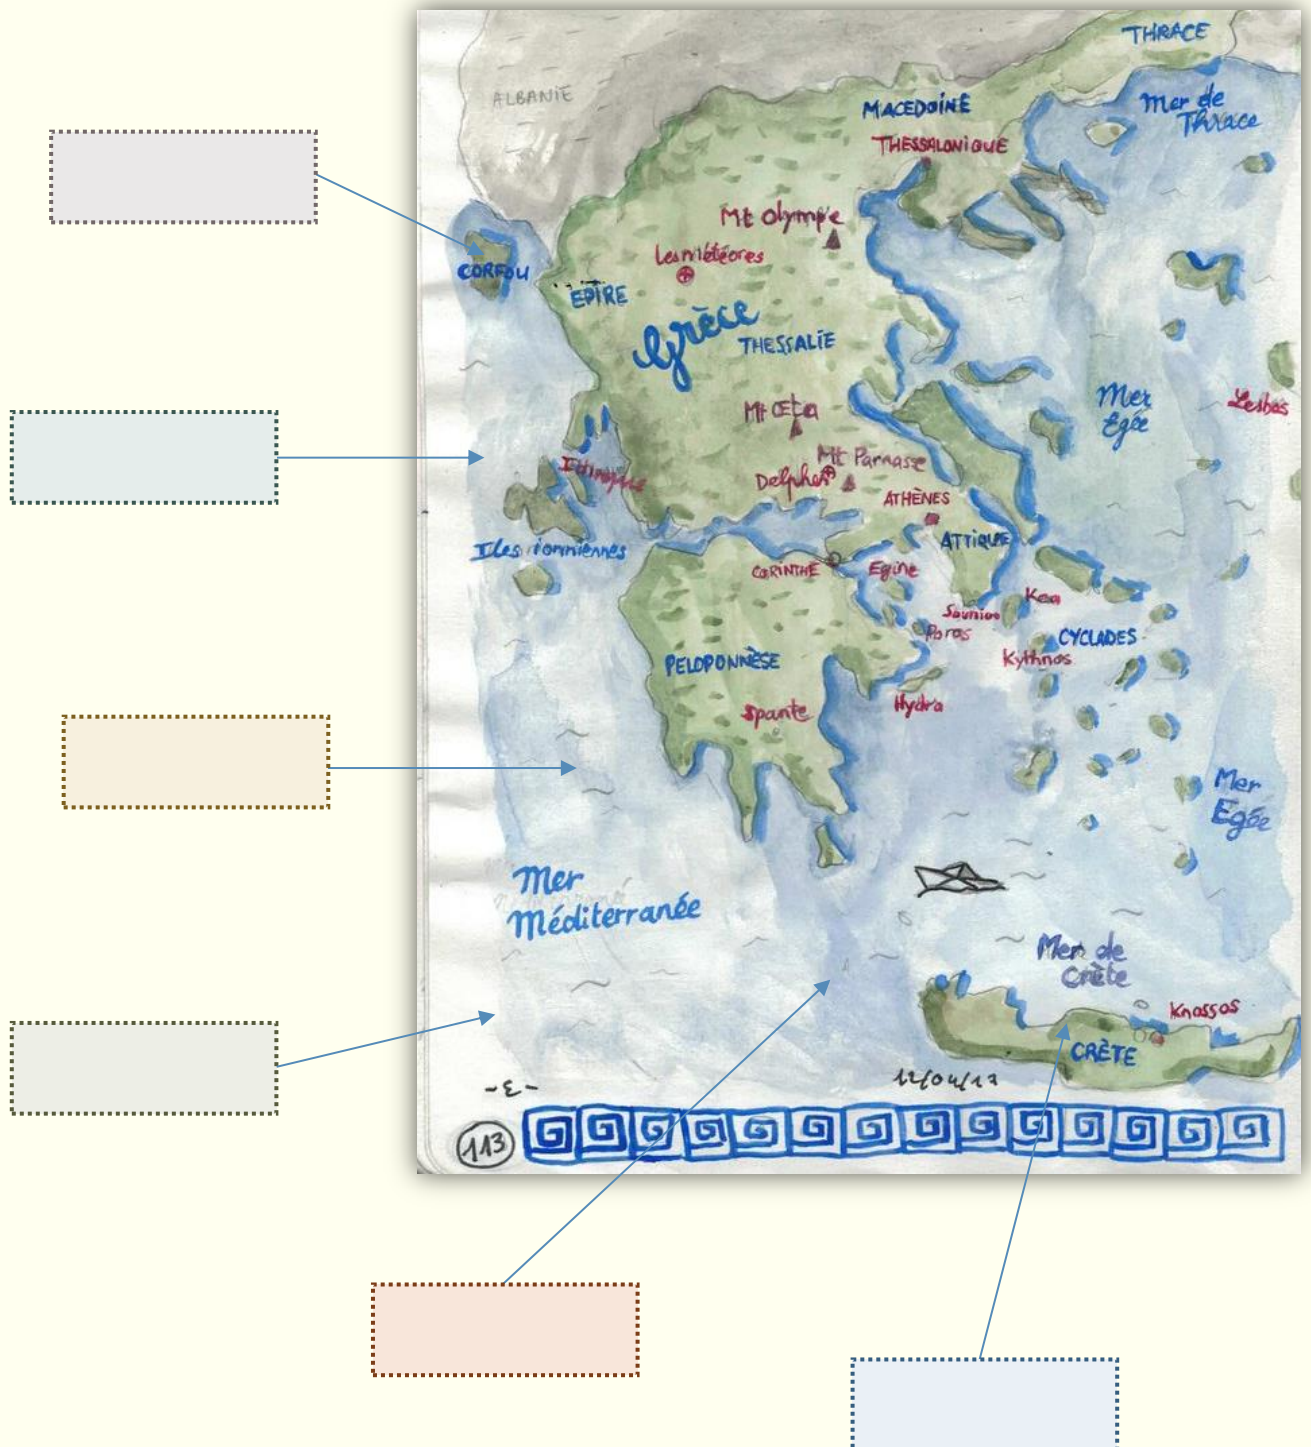 THRACE
ALBANIE
Mer de
Thrace
MACEDOINE
THESSALONIQUE
Mt Olympe
Les météores
CORFOU
EPIRE
Grèce
THESSALIE
Mer
Egée
Lesbos
Mt Œta
Mt Parnase
Delphes
ATHÈNES
ATTIQUE
Iles ionniennes
CORINTHE
Egine
Kea
Sounion
Poros
CYCLADES
Kythnos
PELOPONNÈSE
Hydra
Sparte
Mer
Egée
Mer
Méditerranée
Mer de
Crète
Knossos
CRÈTE
-ε-
12/04/17
113